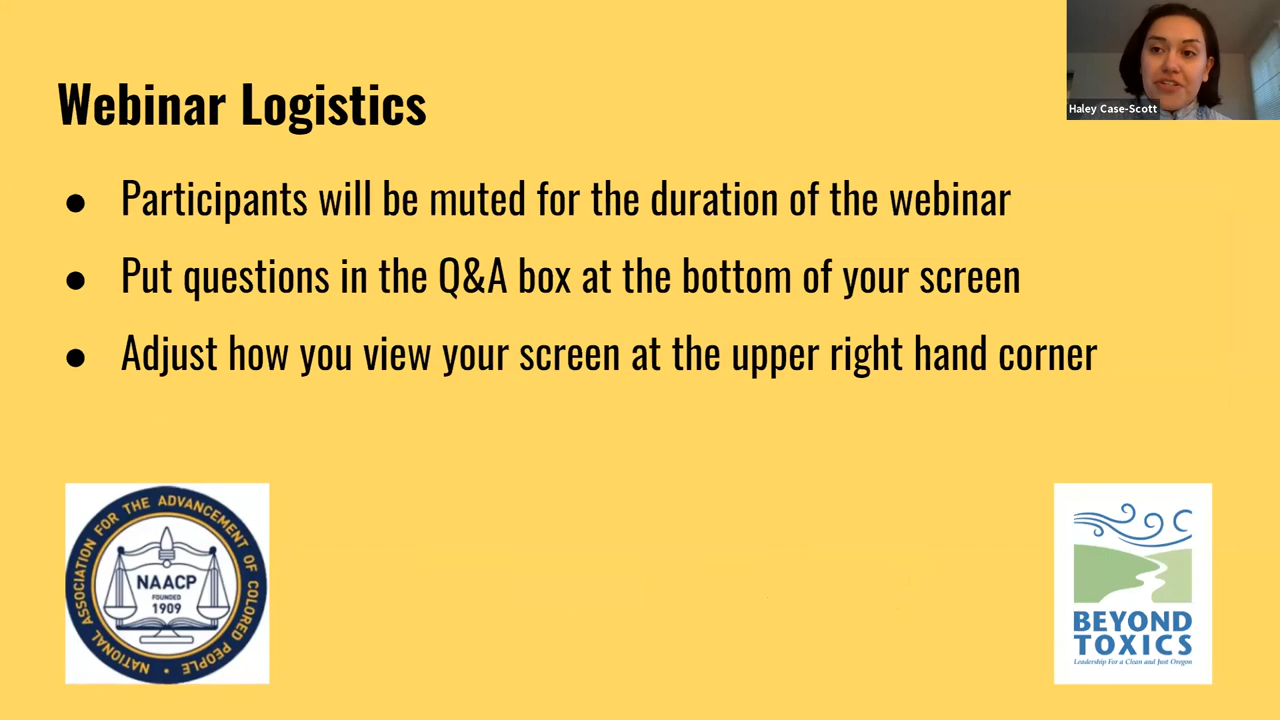 Haley Case-Scott
Webinar Logistics
● Participants will be muted for the duration of the webinar
● Put questions in the Q&A box at the bottom of your screen
● Adjust how you view your screen at the upper right hand corner
NATIONAL ASSOCIATION FOR THE ADVANCEMENT OF COLORED PEOPLE
NAACP
FOUNDED
1909
BEYOND
TOXICS
Leadership For a Clean and Just Oregon